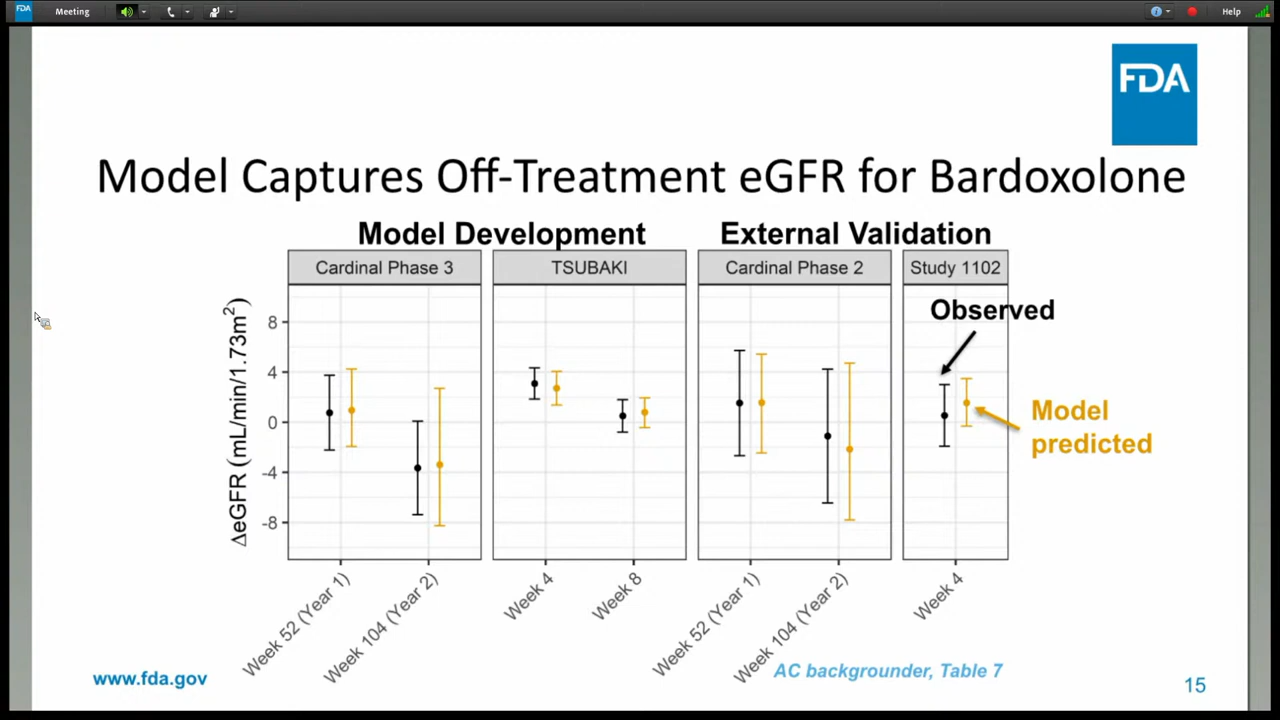 FDA
Meeting
Help
FDA
Model Captures Off-Treatment eGFR for Bardoxolone
Model Development
External Validation
Cardinal Phase 3
TSUBAKI
Cardinal Phase 2
Study 1102
ΔeGFR (mL/min/1.73m²)
8
4
0
-4
-8
Observed
Model
predicted
Week 52 (Year 1)
Week 104 (Year 2)
Week 4
Week 8
Week 52 (Year 1)
Week 104 (Year 2)
Week 4
www.fda.gov
AC backgrounder, Table 7
15